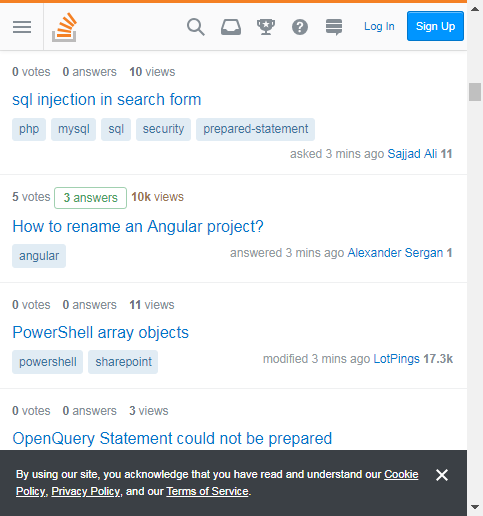 Log In Sign Up
0 votes 0 answers 10 views
sql injection in search form
php mysql sql security prepared-statement
asked 3 mins ago Sajjad Ali 11
5 votes 3 answers 10k views
How to rename an Angular project?
angular
answered 3 mins ago Alexander Sergan 1
0 votes 0 answers 11 views
PowerShell array objects
powershell sharepoint
modified 3 mins ago LotPings 17.3k
0 votes 0 answers 3 views
OpenQuery Statement could not be prepared
By using our site, you acknowledge that you have read and understand our Cookie
Policy, Privacy Policy, and our Terms of Service.